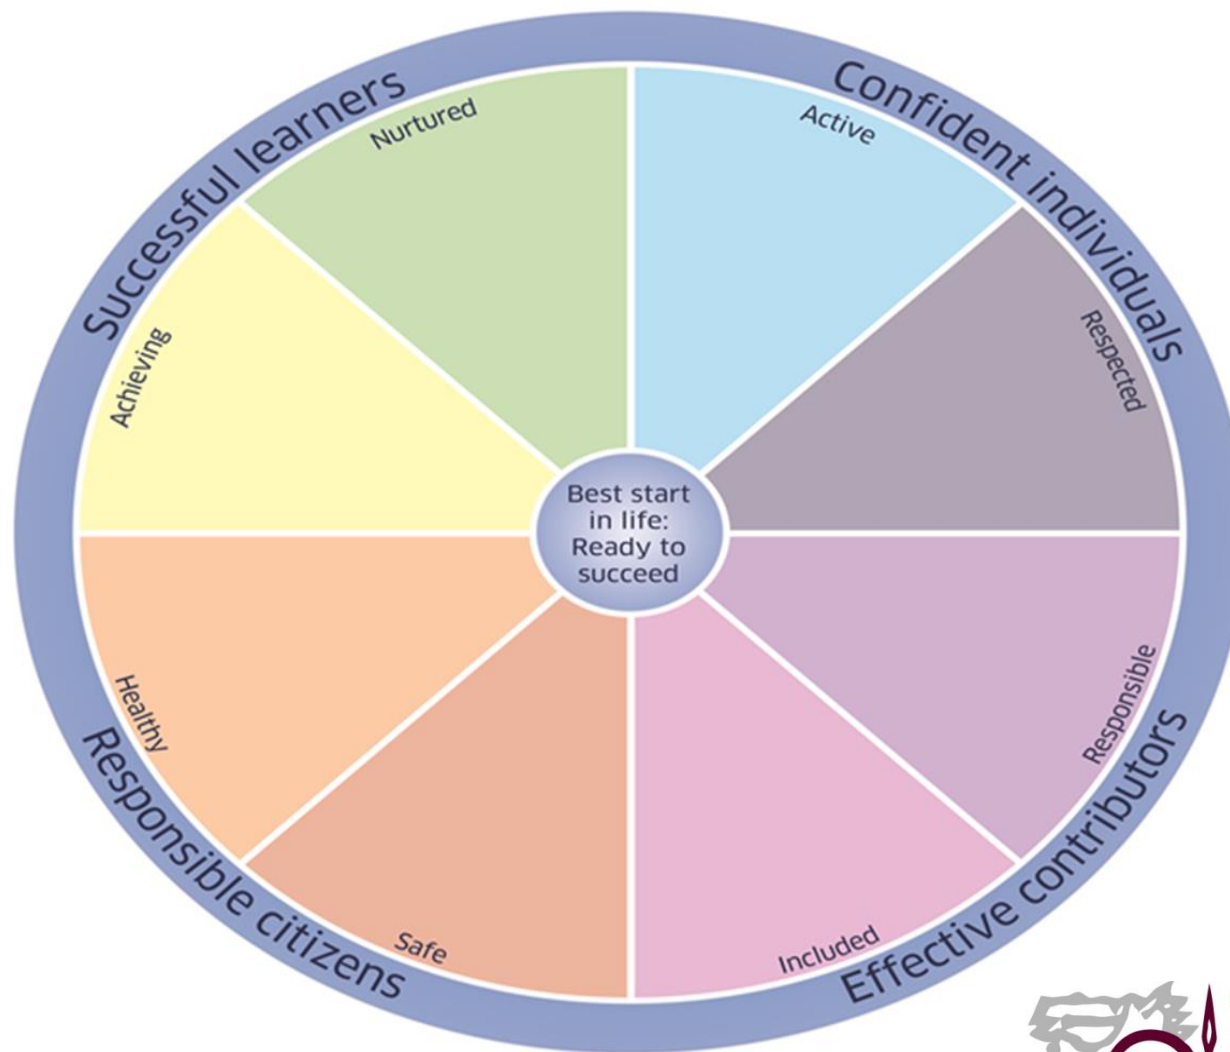 Successful learners
Confident individuals
Nurtured
Active
Achieving
Respected
Best start
in life:
Ready to
succeed
Healthy
Responsible
Safe
Included
Responsible citizens
Effective contributors